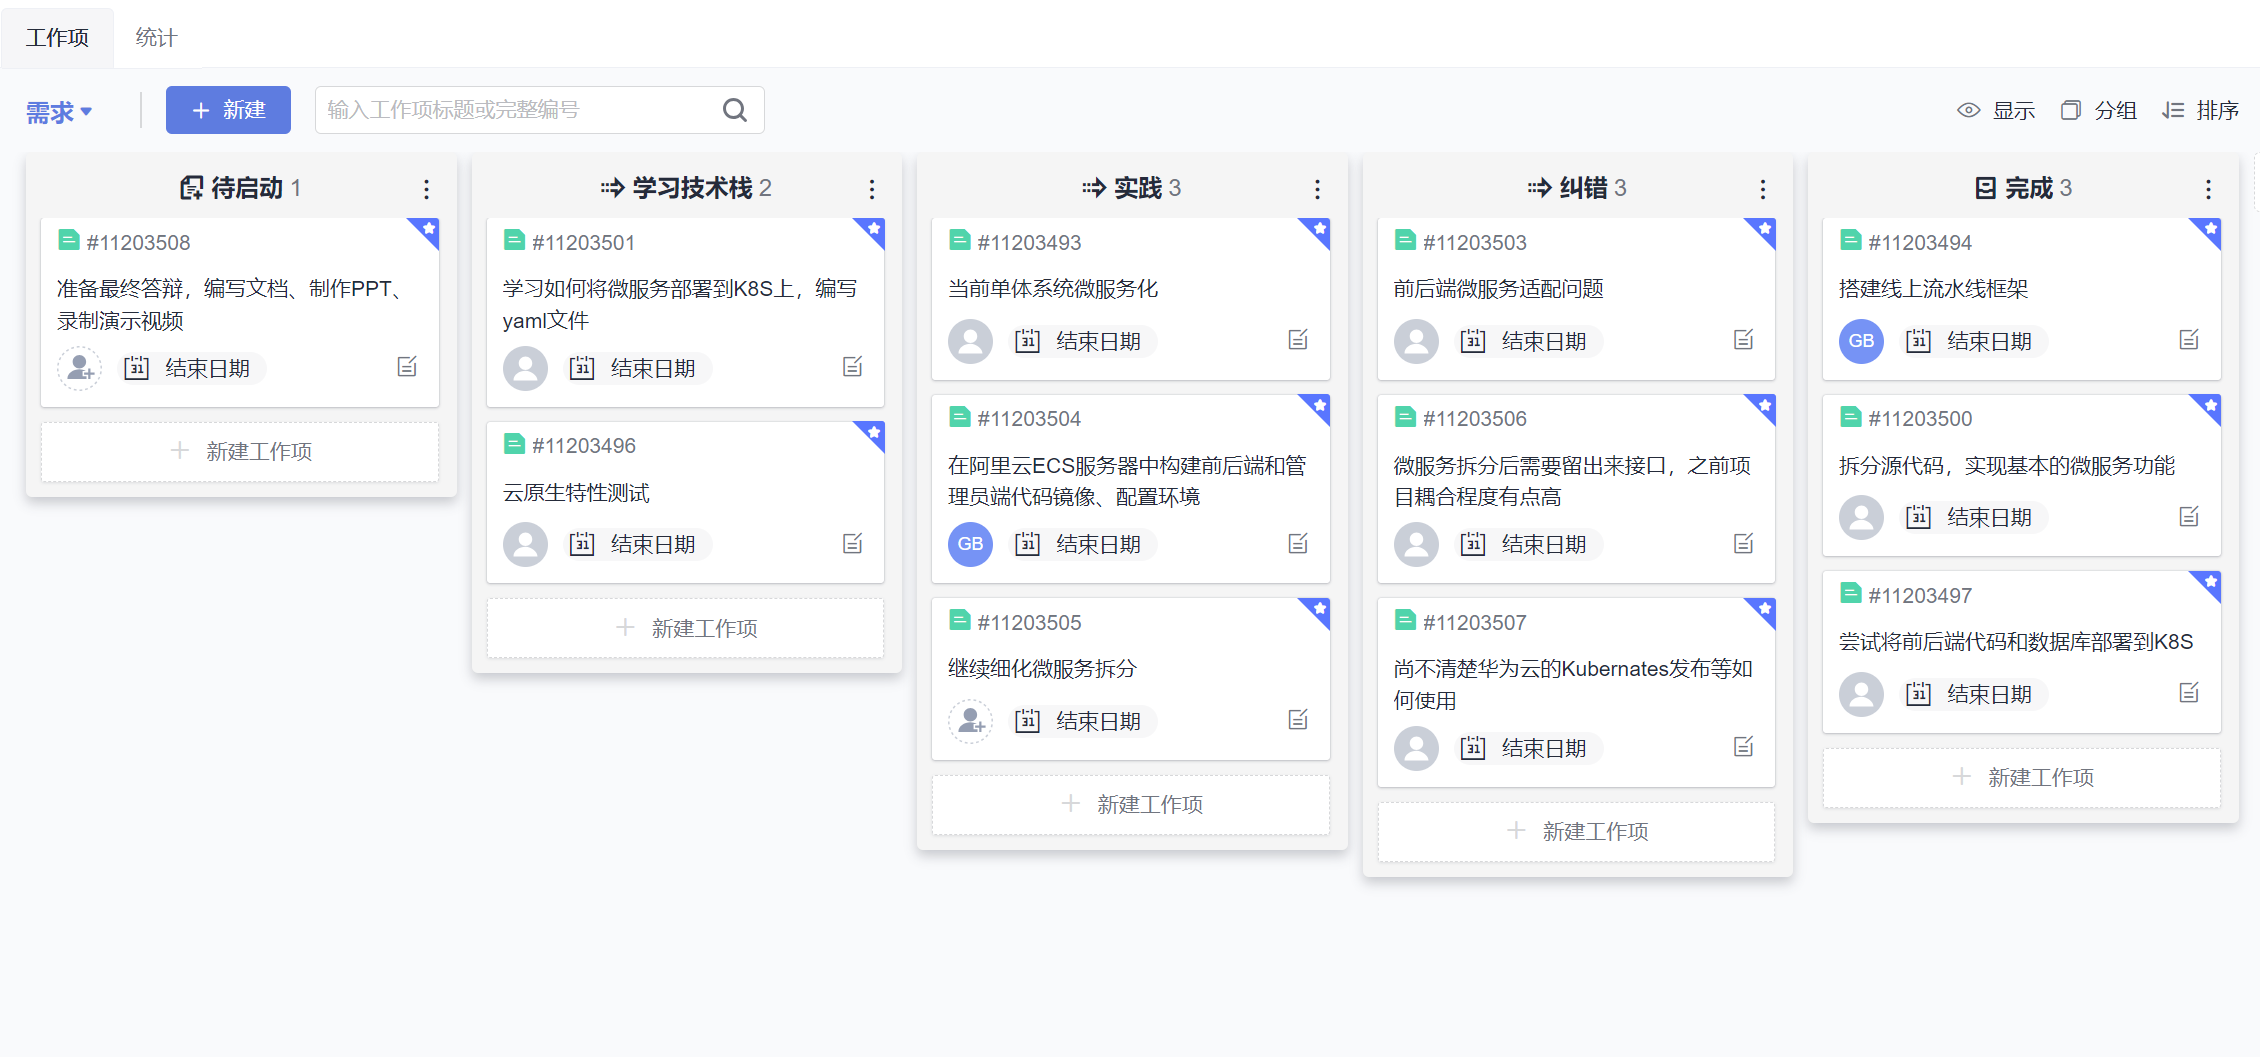 工作项
统计
需求
新建
输入工作项标题或完整编号
显示
分组
排序
待启动 1
#11203508
准备最终答辩，编写文档、制作PPT、
录制演示视频
31 结束日期
新建工作项
学习技术栈 2
#11203501
学习如何将微服务部署到K8S上，编写
yaml文件
31 结束日期
#11203496
云原生特性测试
31 结束日期
新建工作项
实践 3
#11203493
当前单体系统微服务化
31 结束日期
#11203504
在阿里云ECS服务器中构建前后端和管
理员端代码镜像、配置环境
GB 31 结束日期
#11203505
继续细化微服务拆分
31 结束日期
新建工作项
纠错 3
#11203503
前后端微服务适配问题
31 结束日期
#11203506
微服务拆分后需要留出来接口，之前项
目耦合程度有点高
31 结束日期
#11203507
尚不清楚华为云的Kubernates发布等如
何使用
31 结束日期
新建工作项
完成 3
#11203494
搭建线上流水线框架
GB 31 结束日期
#11203500
拆分源代码，实现基本的微服务功能
31 结束日期
#11203497
尝试将前后端代码和数据库部署到K8S
31 结束日期
新建工作项